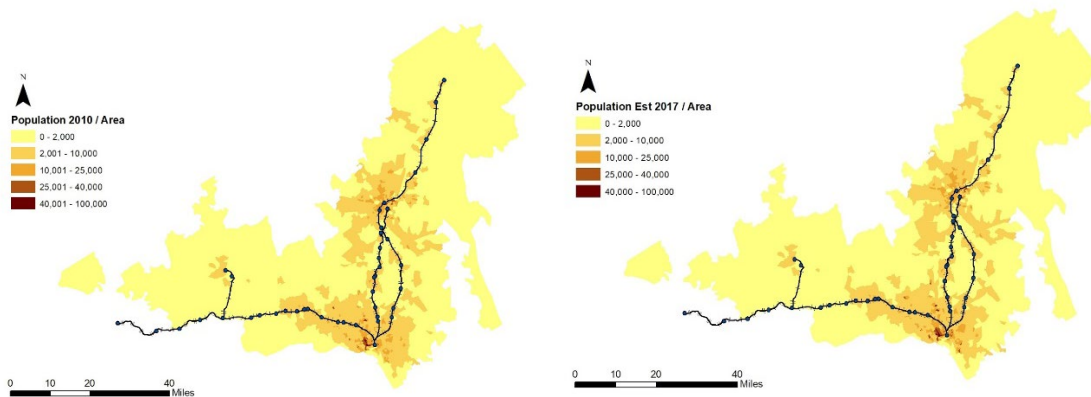 N
Population 2010 / Area
0 - 2,000
2,001 - 10,000
10,001 - 25,000
25,001 - 40,000
40,001 - 100,000
0 10 20 40
Miles
N
Population Est 2017 / Area
0 - 2,000
2,000 - 10,000
10,000 - 25,000
25,000 - 40,000
40,000 - 100,000
0 10 20 40
Miles